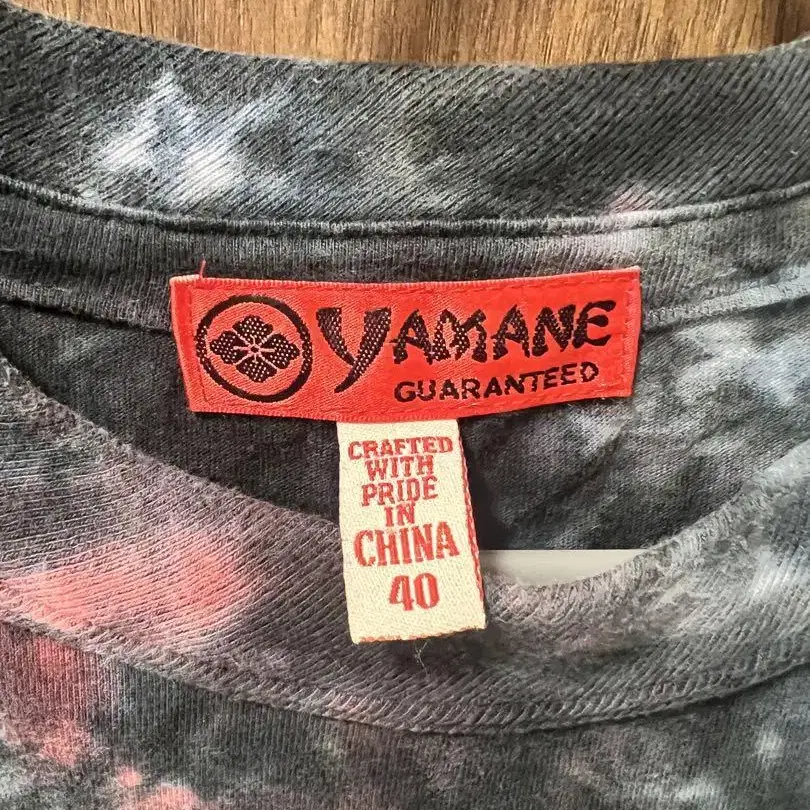 YAMANE
GUARANTEED
CRAFTED
WITH
PRIDE
IN
CHINA
40